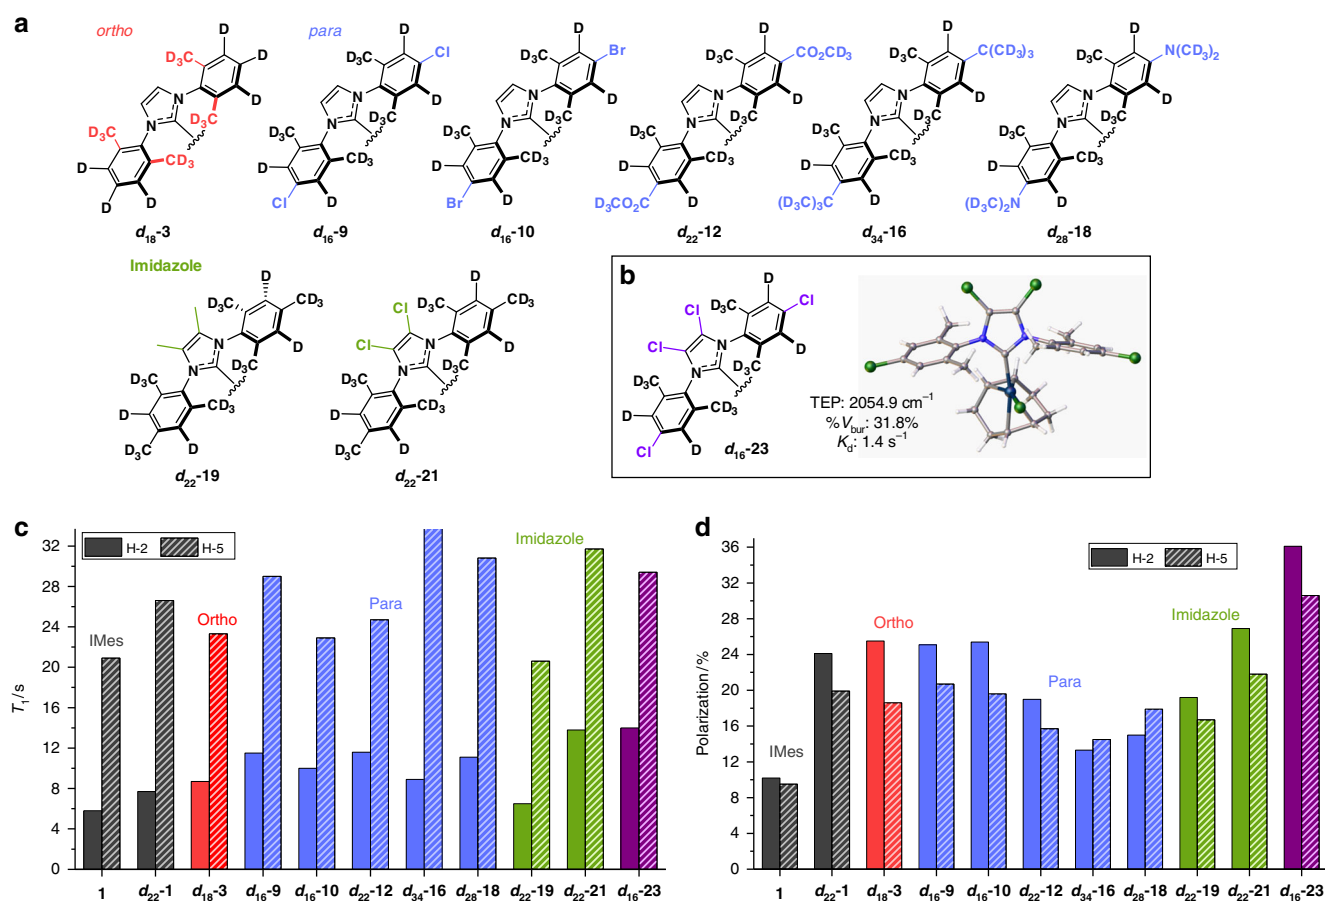 a
ortho
para
D
D₃C
D
D
D₃C
N
N
D₃C
CD₃
D
D
D
d₁₈-3
D
D₃C
Cl
D
D₃C
N
N
D₃C
CD₃
D
D
Cl
d₁₆-9
D
D₃C
Br
D
D₃C
N
N
D₃C
CD₃
D
D
Br
d₁₆-10
D
D₃C
CO₂CD₃
D
D₃C
N
N
D₃C
CD₃
D
D
D₃CO₂C
d₂₂-12
D
D₃C
C(CD₃)₃
D
D₃C
N
N
D₃C
CD₃
D
D
(D₃C)₃C
d₃₄-16
D
D₃C
N(CD₃)₂
D
D₃C
N
N
D₃C
CD₃
D
D
(D₃C)₂N
d₂₈-18
Imidazole
D
D₃C
CD₃
D
D₃C
N
N
D₃C
CD₃
D
D
D₃C
d₂₂-19
D
D₃C
CD₃
Cl
Cl
D
D₃C
N
N
D₃C
CD₃
D
D
D₃C
d₂₂-21
b
D
Cl
D₃C
Cl
Cl
D
D₃C
N
N
D₃C
CD₃
D
D
Cl
d₁₆-23
TEP: 2054.9 cm⁻¹
%V_bur: 31.8%
K_d: 1.4 s⁻¹
c
H-2
H-5
IMes
Ortho
Para
Imidazole
T₁/s
32
28
24
20
16
12
8
4
0
1
d₂₂-1
d₁₈-3
d₁₆-9
d₁₆-10
d₂₂-12
d₃₄-16
d₂₈-18
d₂₂-19
d₂₂-21
d₁₆-23
d
H-2
H-5
IMes
Ortho
Para
Imidazole
Polarization/%
36
32
28
24
20
16
12
8
4
0
1
d₂₂-1
d₁₈-3
d₁₆-9
d₁₆-10
d₂₂-12
d₃₄-16
d₂₈-18
d₂₂-19
d₂₂-21
d₁₆-23